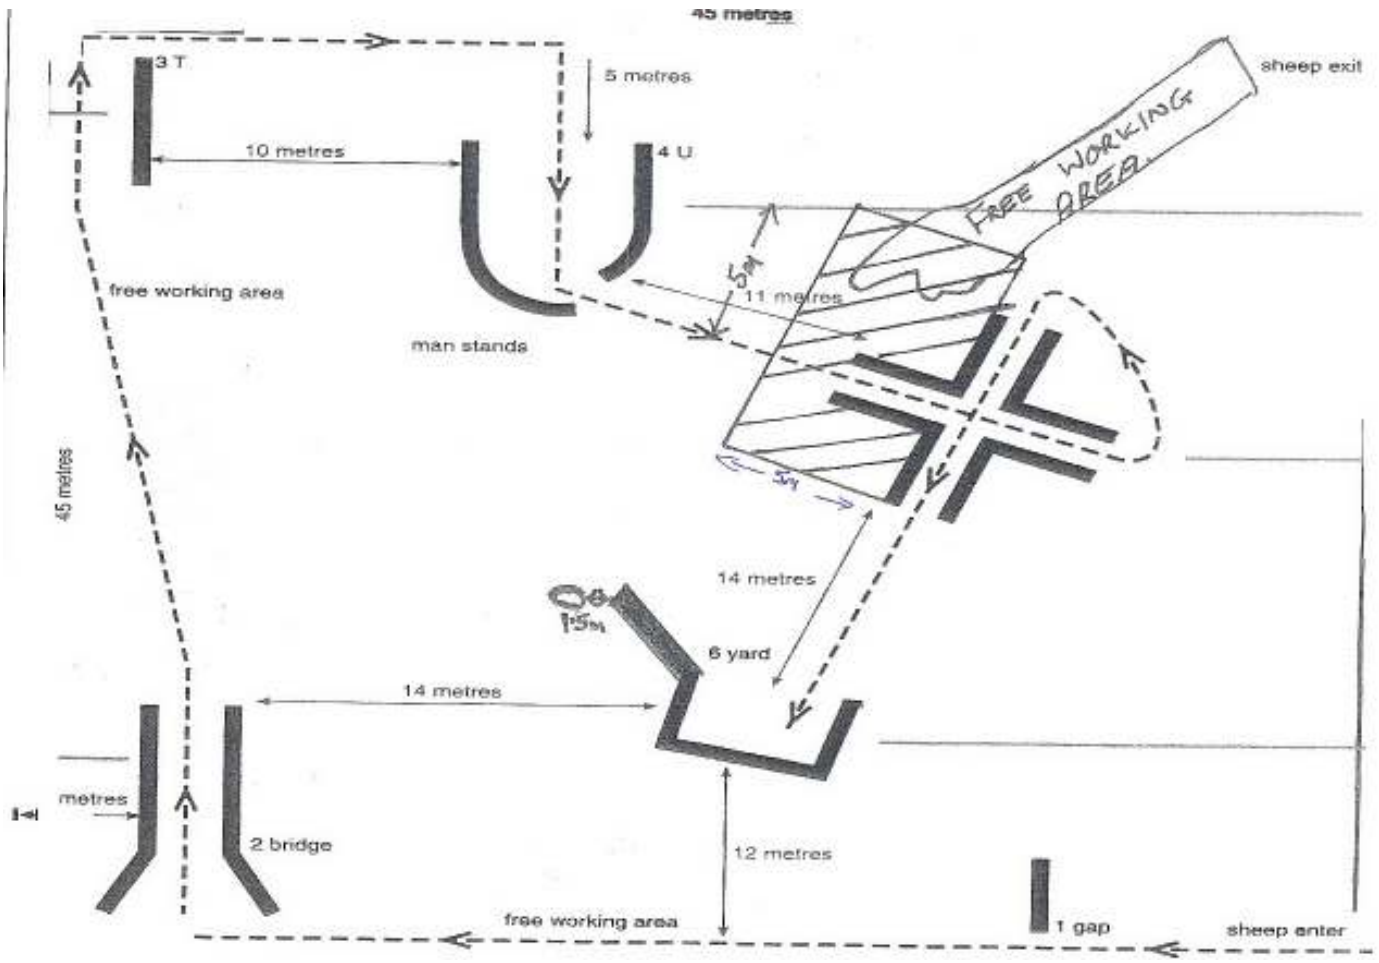 45 metres
sheep exit
3 T
5 metres
FREE WORKING
AREA.
10 metres
4 U
5M
free working area
11 metres
man stands
45 metres
5M
14 metres
1.5M
6 yard
14 metres
metres
2 bridge
12 metres
free working area
1 gap
sheep enter